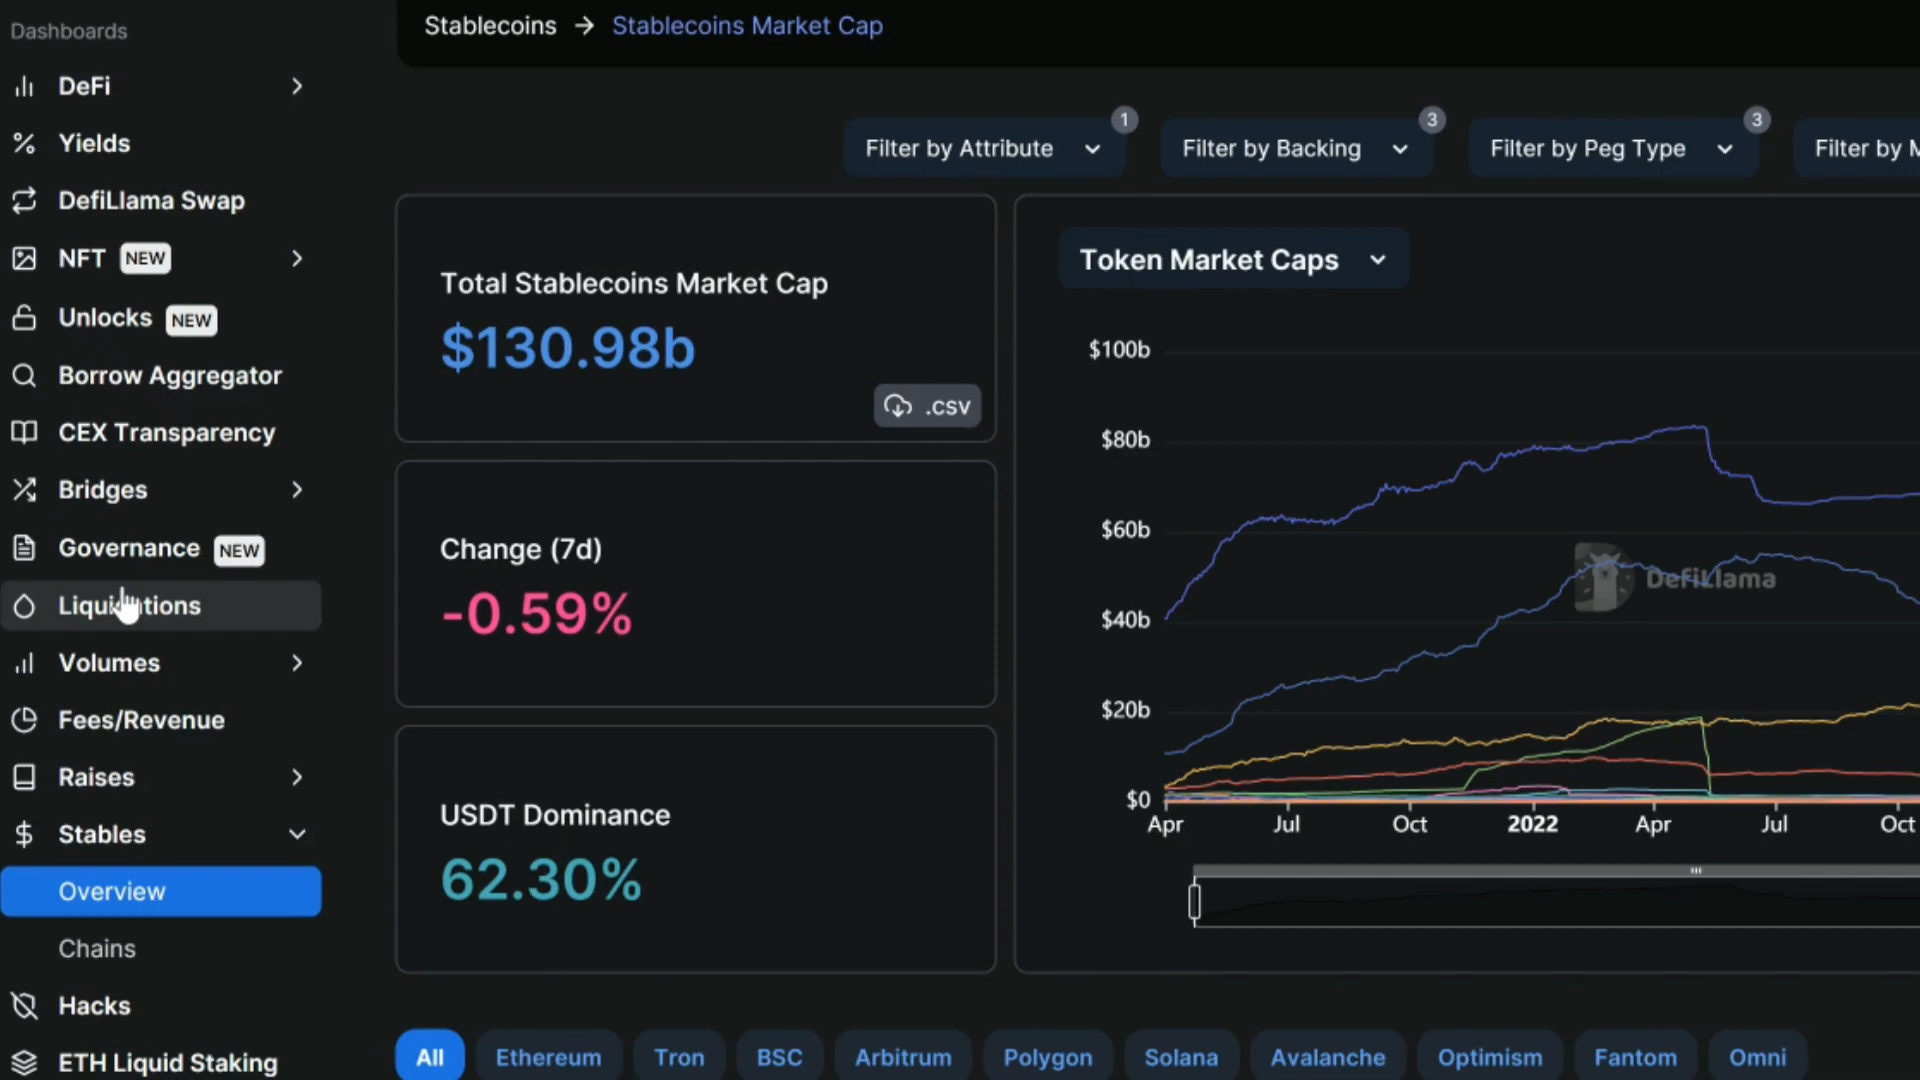 Dashboards
DeFi
Yields
DefiLlama Swap
NFT NEW
Unlocks NEW
Borrow Aggregator
CEX Transparency
Bridges
Governance NEW
Liquidations
Volumes
Fees/Revenue
Raises
Stables
Overview
Chains
Hacks
ETH Liquid Staking
Stablecoins → Stablecoins Market Cap
Filter by Attribute 1
Filter by Backing 3
Filter by Peg Type 3
Filter by
Total Stablecoins Market Cap
$130.98b
.csv
Change (7d)
-0.59%
USDT Dominance
62.30%
Token Market Caps
$100b
$80b
$60b
$40b
$20b
$0
Apr Jul Oct 2022 Apr Jul Oct
DefiLlama
All Ethereum Tron BSC Arbitrum Polygon Solana Avalanche Optimism Fantom Omni